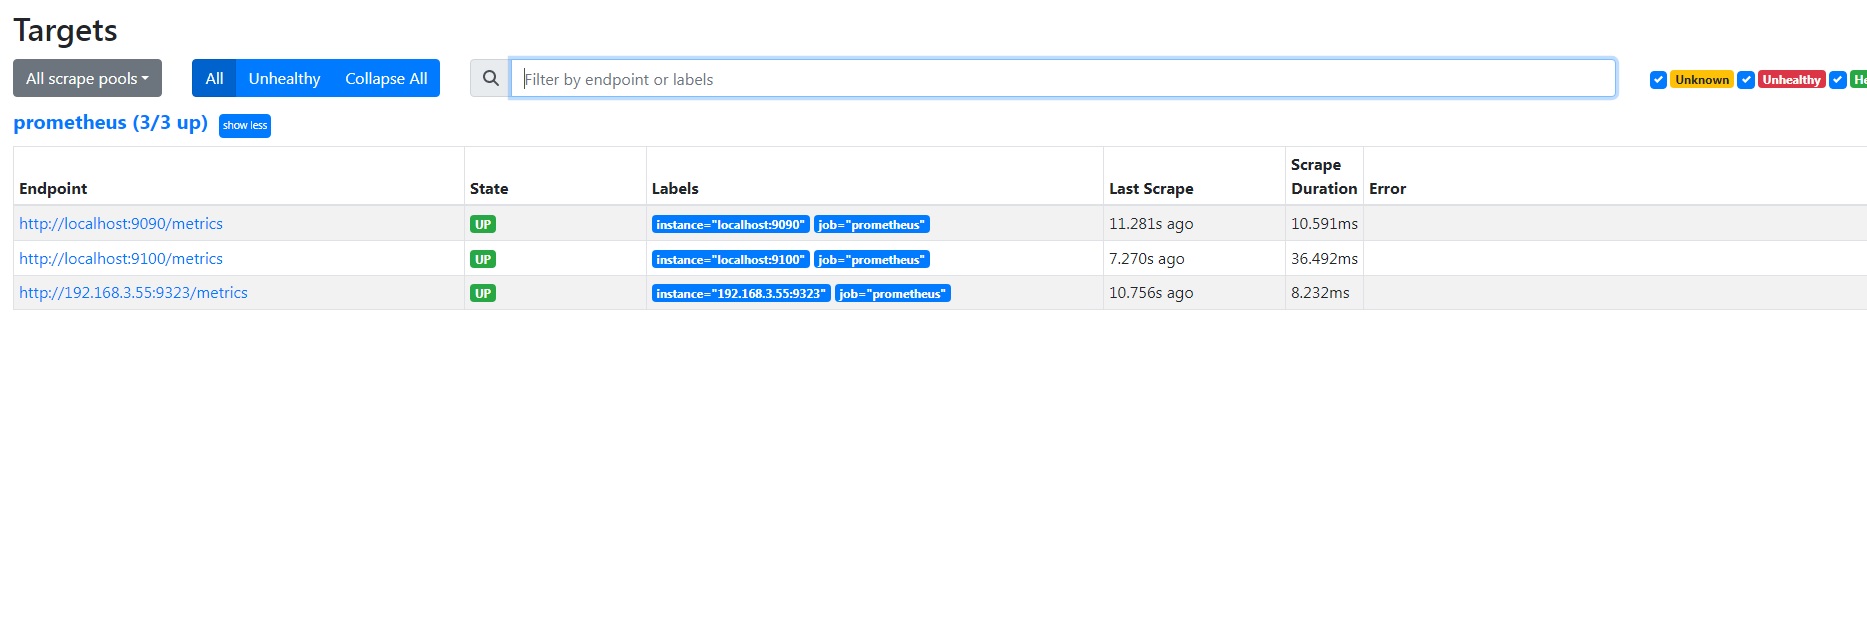 Targets
All scrape pools All Unhealthy Collapse All Filter by endpoint or labels Unknown Unhealthy
prometheus (3/3 up) show less
Endpoint State Labels Last Scrape Scrape Duration Error
http://localhost:9090/metrics UP instance="localhost:9090" job="prometheus" 11.281s ago 10.591ms
http://localhost:9100/metrics UP instance="localhost:9100" job="prometheus" 7.270s ago 36.492ms
http://192.168.3.55:9323/metrics UP instance="192.168.3.55:9323" job="prometheus" 10.756s ago 8.232ms